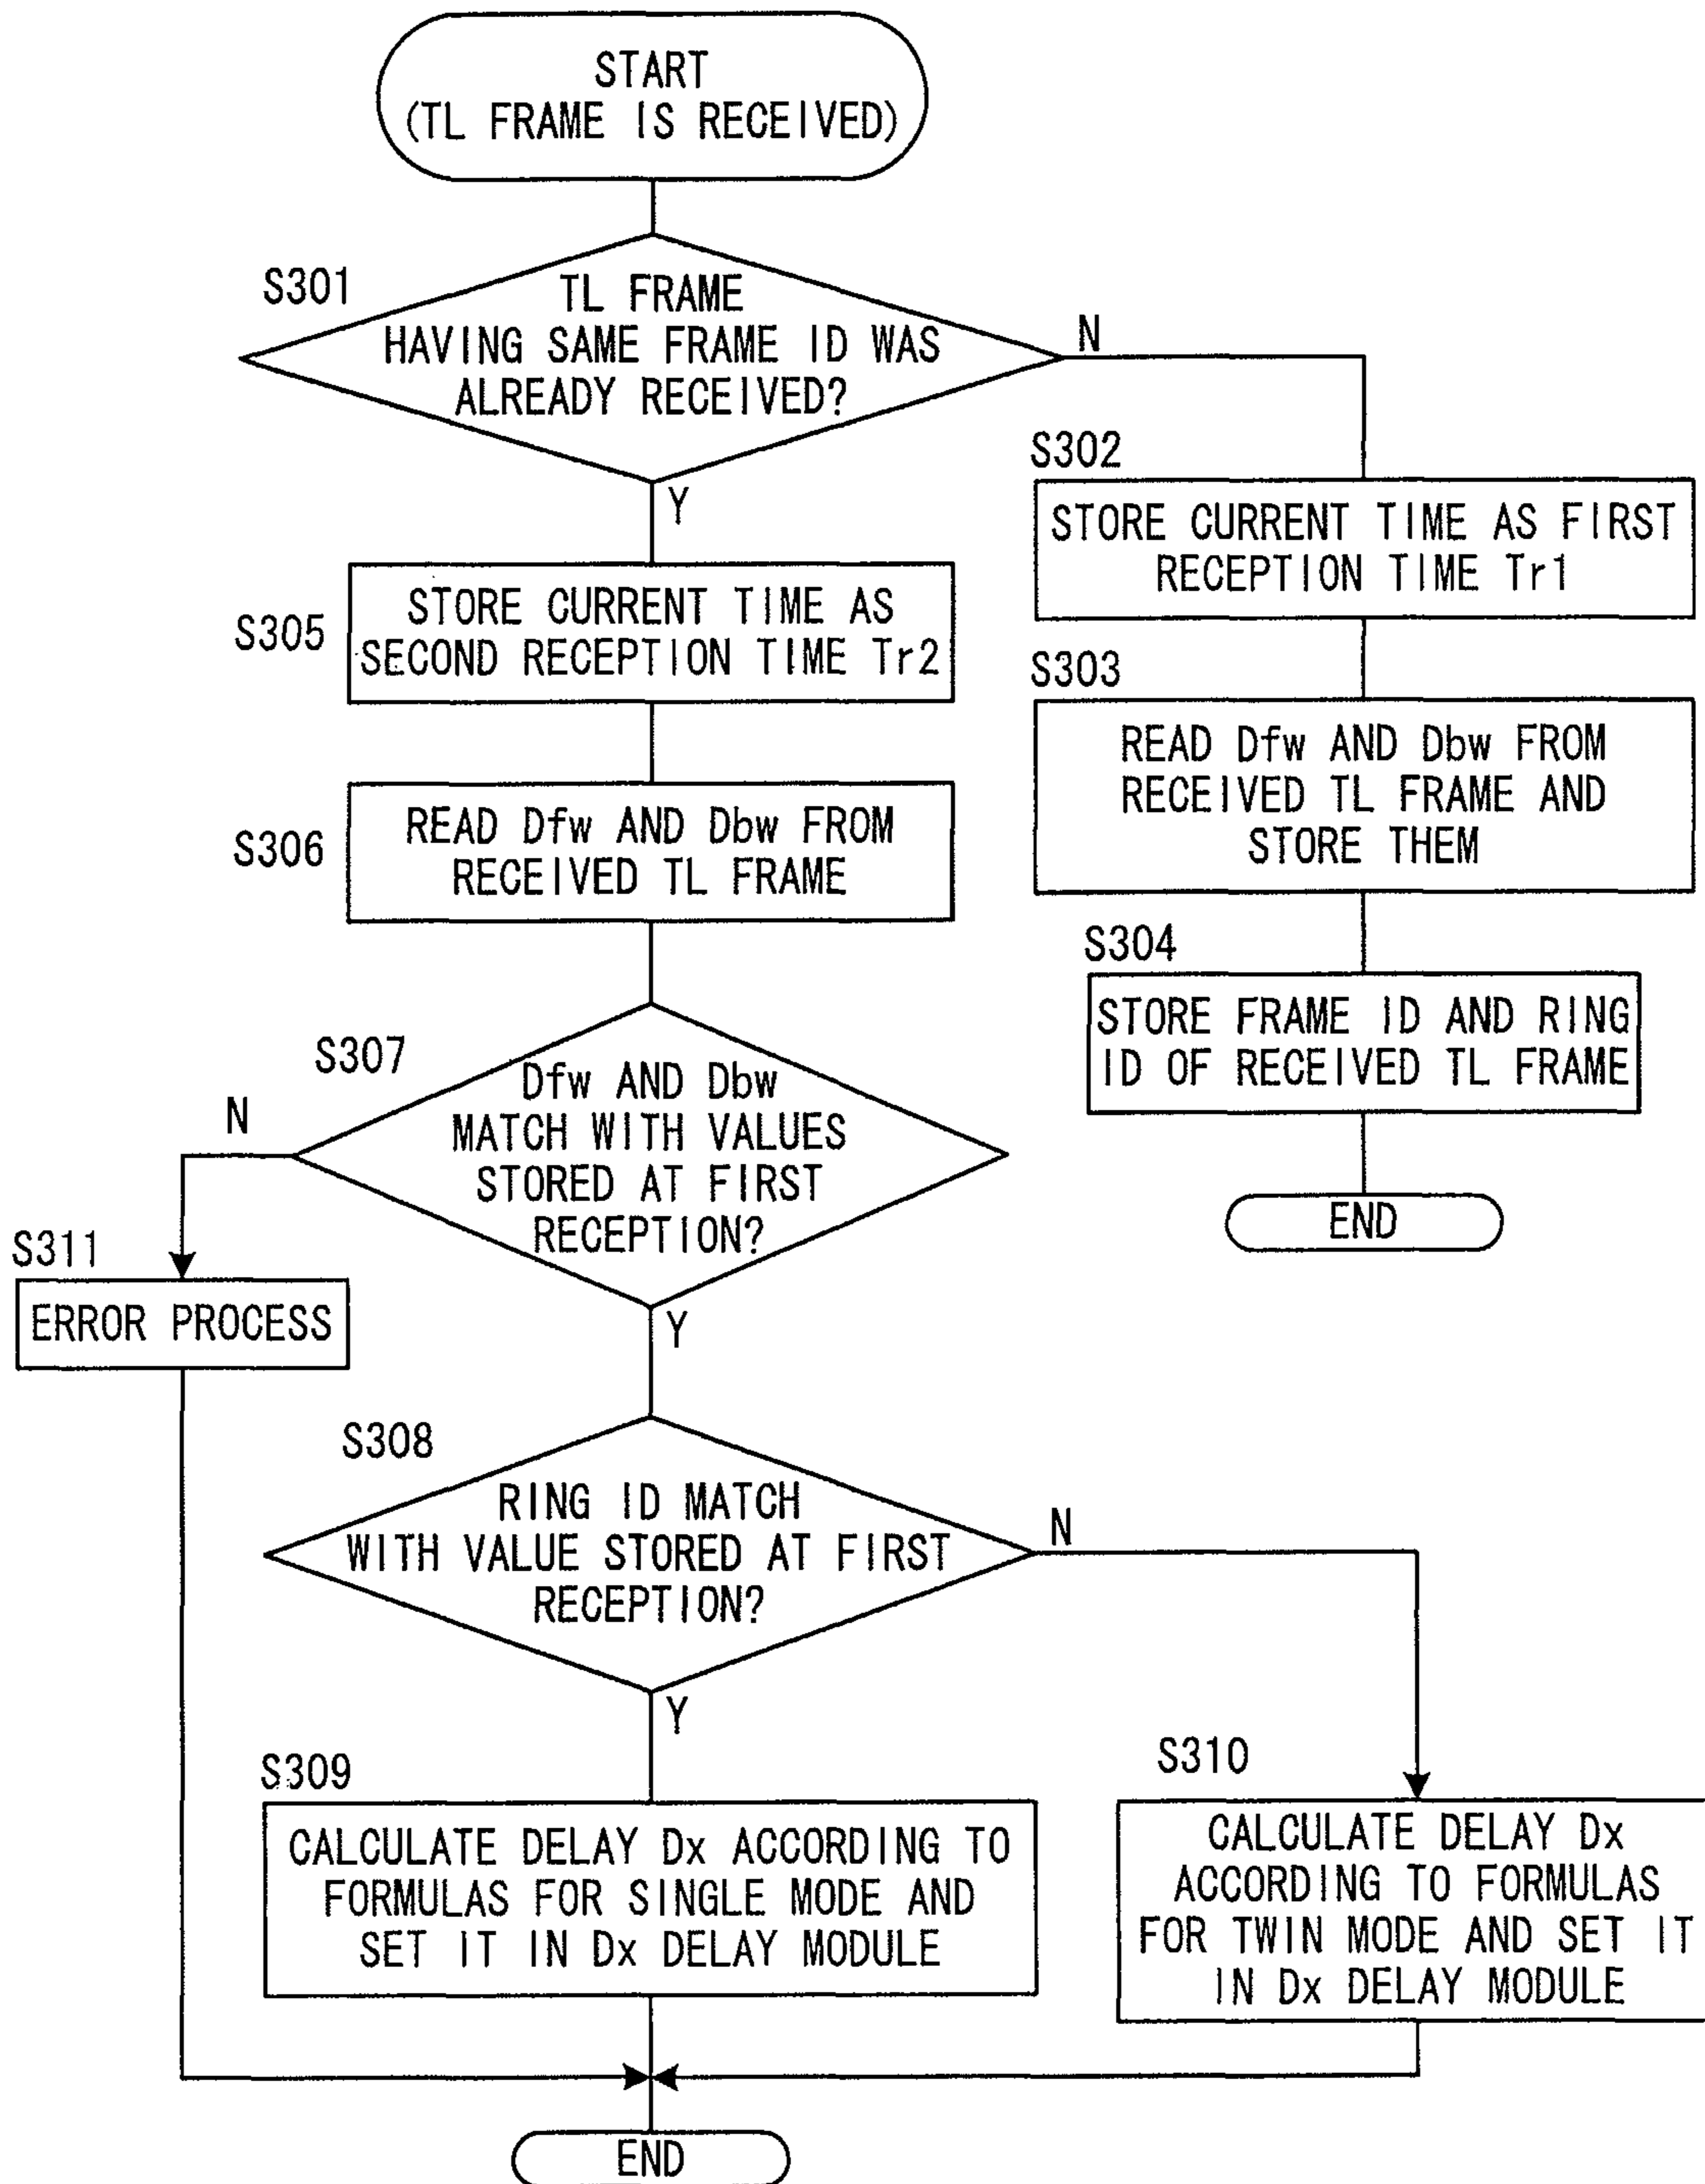 START
(TL FRAME IS RECEIVED)
S301
TL FRAME
HAVING SAME FRAME ID WAS
ALREADY RECEIVED?
N
Y
S302
STORE CURRENT TIME AS FIRST
RECEPTION TIME Tr1
S305
STORE CURRENT TIME AS
SECOND RECEPTION TIME Tr2
S303
READ Dfw AND Dbw FROM
RECEIVED TL FRAME AND
STORE THEM
S306
READ Dfw AND Dbw FROM
RECEIVED TL FRAME
S304
STORE FRAME ID AND RING
ID OF RECEIVED TL FRAME
END
S307
Dfw AND Dbw
MATCH WITH VALUES
STORED AT FIRST
RECEPTION?
N
Y
S311
ERROR PROCESS
S308
RING ID MATCH
WITH VALUE STORED AT FIRST
RECEPTION?
N
Y
S309
CALCULATE DELAY Dx ACCORDING TO
FORMULAS FOR SINGLE MODE AND
SET IT IN Dx DELAY MODULE
S310
CALCULATE DELAY Dx
ACCORDING TO FORMULAS
FOR TWIN MODE AND SET IT
IN Dx DELAY MODULE
END